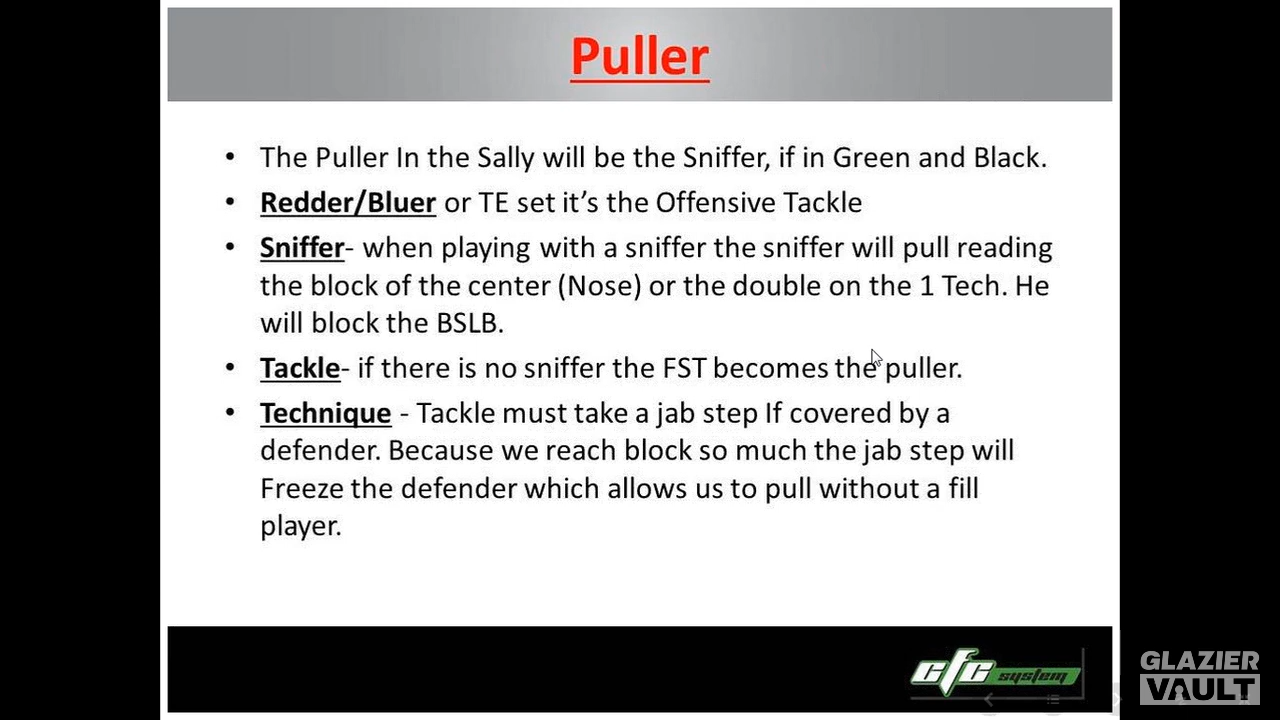 Puller
• The Puller In the Sally will be the Sniffer, if in Green and Black.
• Redder/Bluer or TE set it's the Offensive Tackle
• Sniffer- when playing with a sniffer the sniffer will pull reading
the block of the center (Nose) or the double on the 1 Tech. He
will block the BSLB.
• Tackle- if there is no sniffer the FST becomes the puller.
• Technique - Tackle must take a jab step If covered by a
defender. Because we reach block so much the jab step will
Freeze the defender which allows us to pull without a fill
player.
cfc system
GLAZIER
VAULT